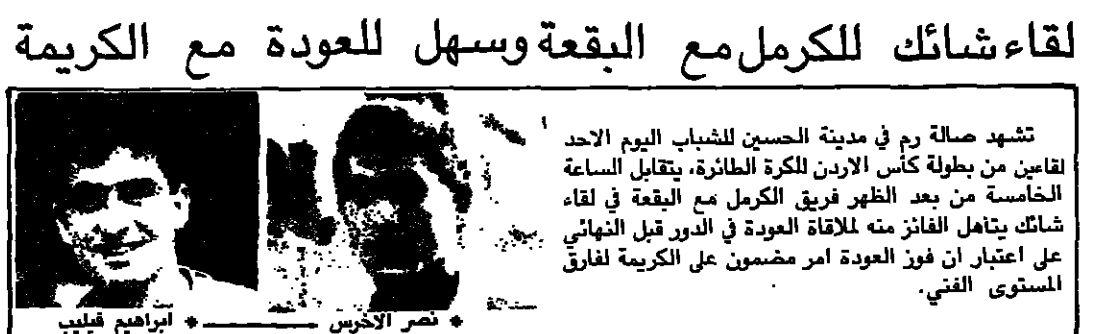 لقاء شائك للكرمل مع البقعة وسهل للعودة مع الكريمة
تشهد صالة رم في مدينة الحسين للشباب اليوم الاحد
لقاءين من بطولة كأس الاردن للكرة الطائرة، يتقابل الساعة
الخامسة من بعد الظهر فريق الكرمل مع البقعة في لقاء
شائك يتأهل الفائز منه لملاقاة العودة في الدور قبل النهائي
على اعتبار ان فوز العودة امر مضمون على الكريمة لفارق
المستوى الفني.
* نصر الاخرس
* ابراهيم قبليب